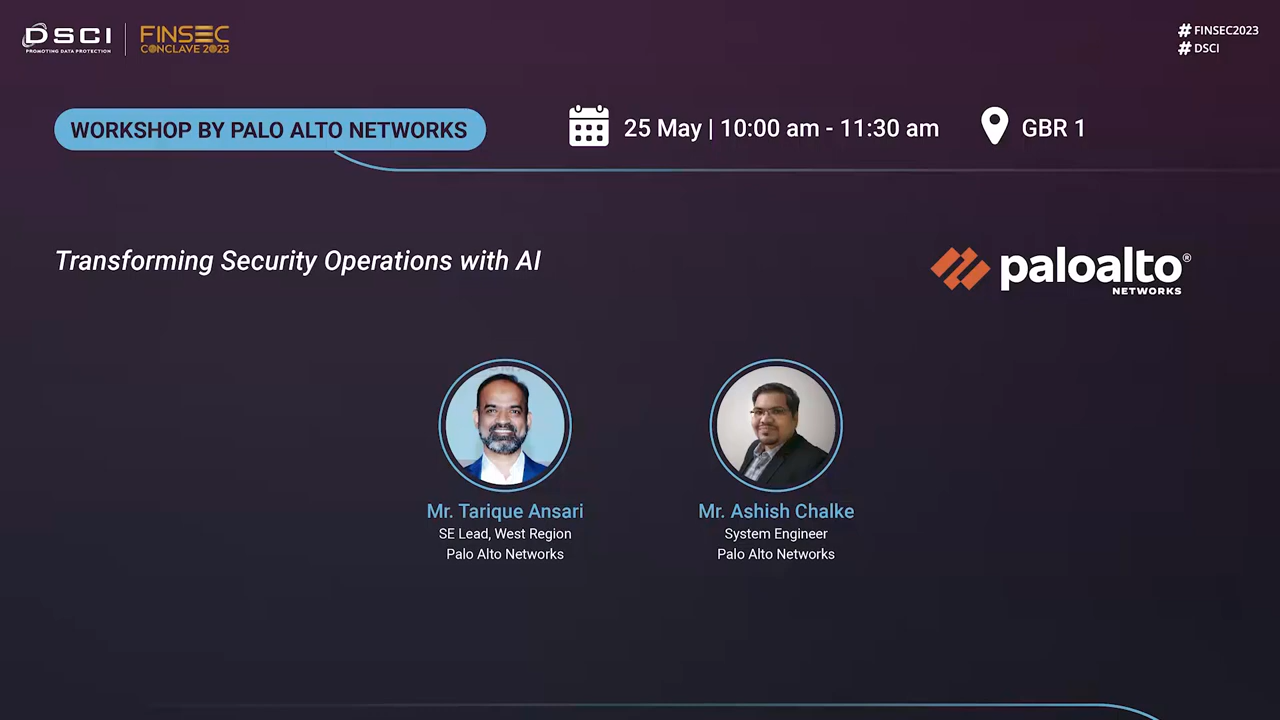 DSCI
PROMOTING DATA PROTECTION
FINSEC
CONCLAVE 2023
#FINSEC2023
#DSCI
WORKSHOP BY PALO ALTO NETWORKS
25 May | 10:00 am - 11:30 am
GBR 1
Transforming Security Operations with AI
paloalto®
NETWORKS
Mr. Tarique Ansari
SE Lead, West Region
Palo Alto Networks
Mr. Ashish Chalke
System Engineer
Palo Alto Networks